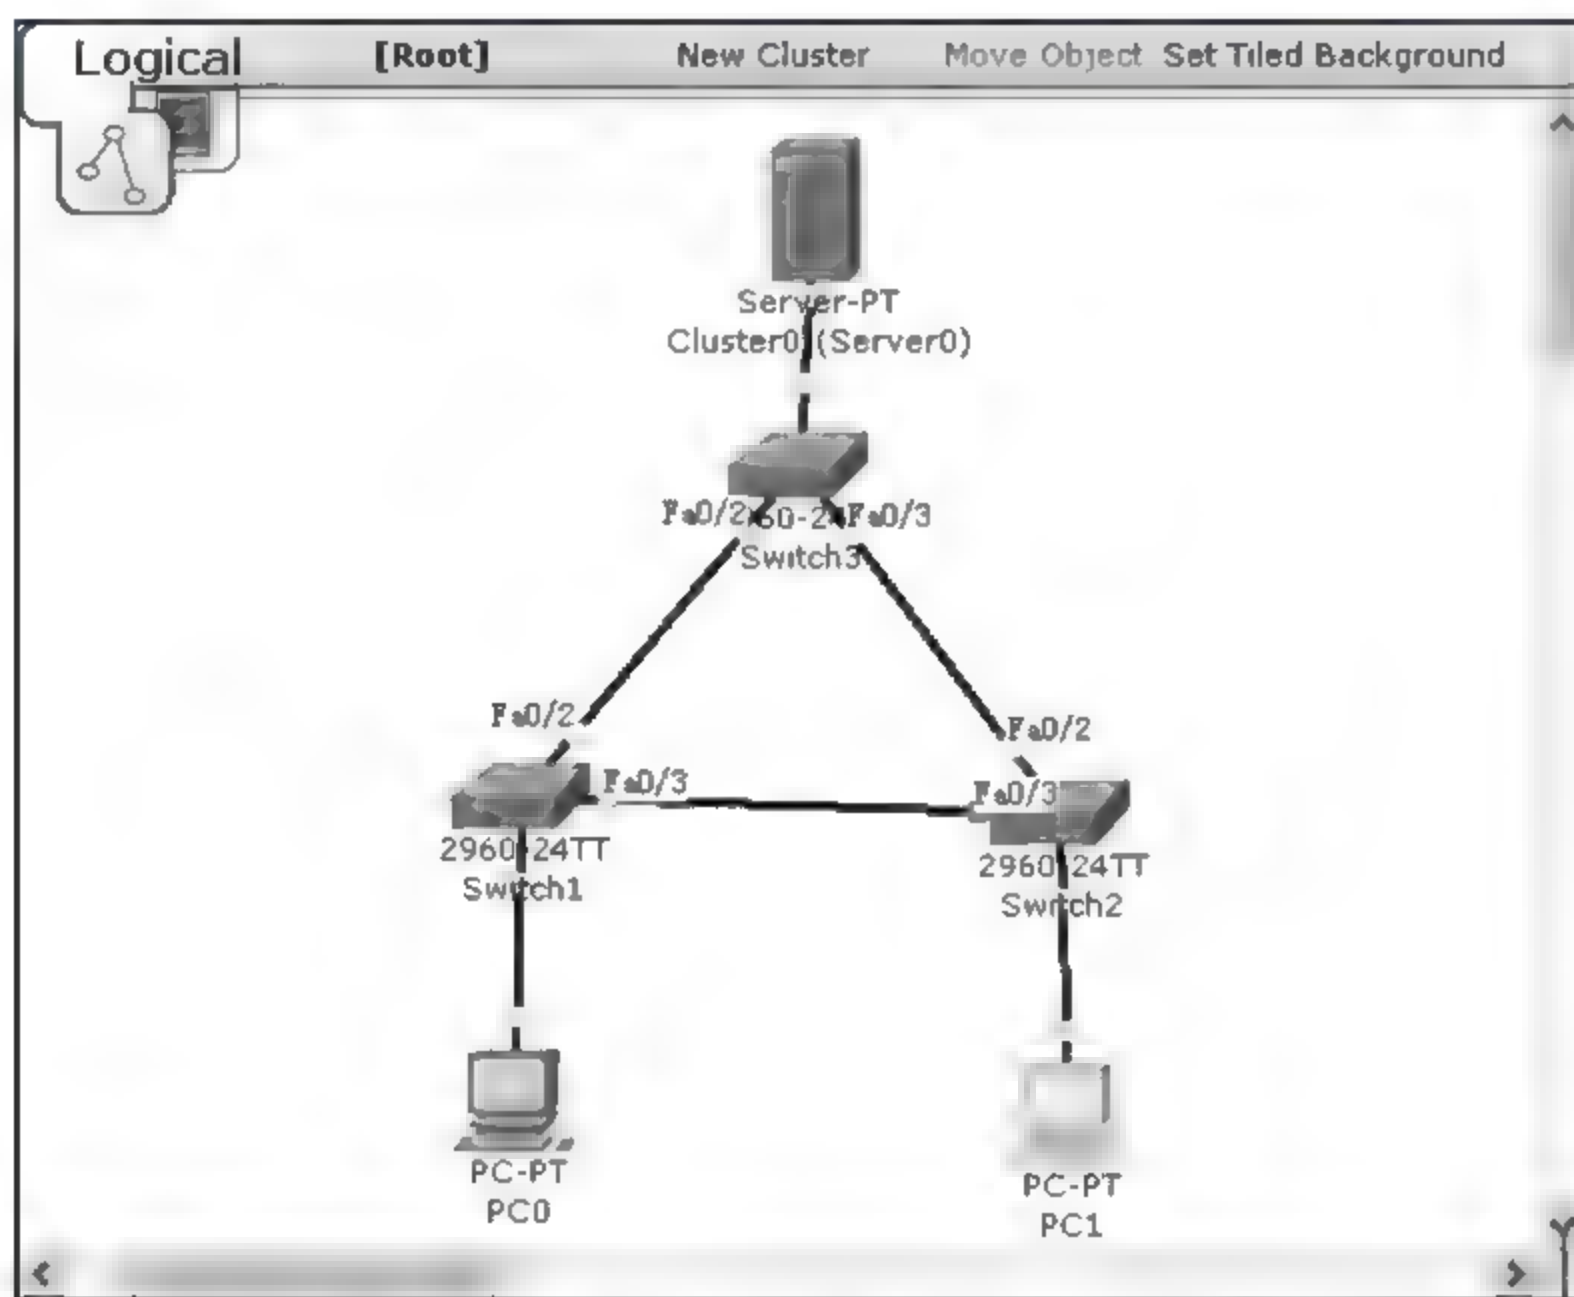 Logical [Root] New Cluster Move Object Set Tiled Background
Server-PT
Cluster0 (Server0)
Fa0/2 Fa0/3
Switch3
Fa0/2 Fa0/2
Fa0/3 Fa0/3
2960-24TT 2960-24TT
Switch1 Switch2
PC-PT PC-PT
PC0 PC1